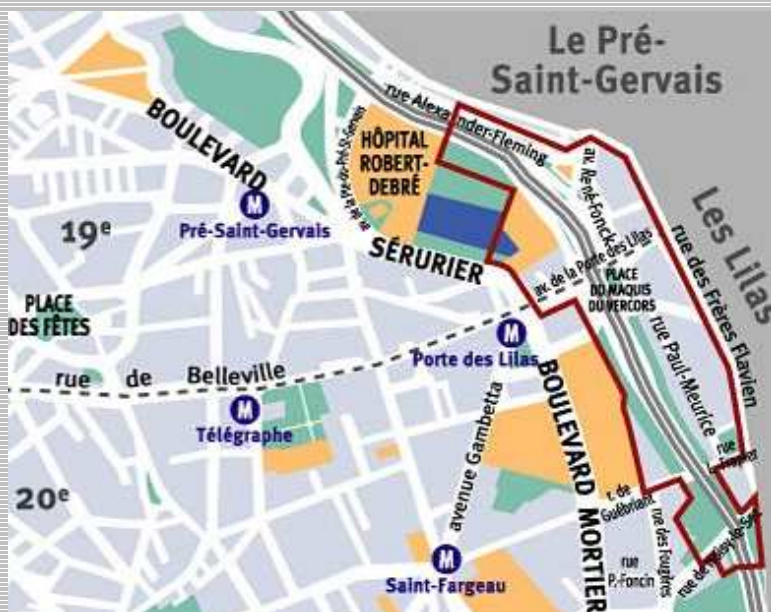 Le Pré-
Saint-Gervais
rue Alexander-Fleming
BOULEVARD
HÔPITAL
ROBERT-
DEBRÉ
av. René-Fonck
M
Pré-Saint-Gervais
19e
SÉRURIER
av. de la Porte des Lilas
rue des Frères Flavien
Les Lilas
PLACE
DU MAQUIS
DU VERCORS
PLACE
DES FÊTES
M
Porte des Lilas
rue de Belleville
rue Paul-Meurice
M
Télégraphe
avenue Gambetta
BOULEVARD MORTIER
rue
20e
r. de
Guébriant
rue des Fougères
rue
P.-Foncin
M
Saint-Fargeau